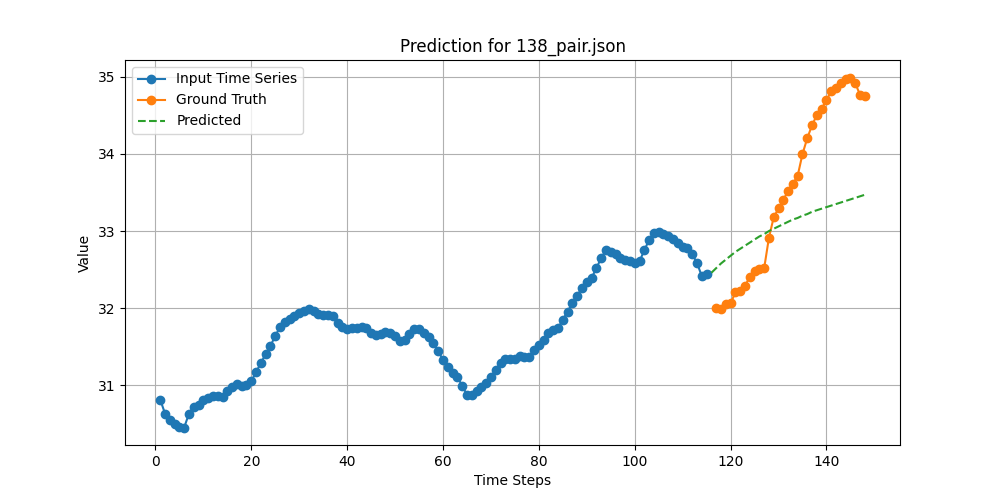 Prediction for 138_pair.json
Input Time Series
Ground Truth
Predicted
Value
35
34
33
32
31
0 20 40 60 80 100 120 140
Time Steps